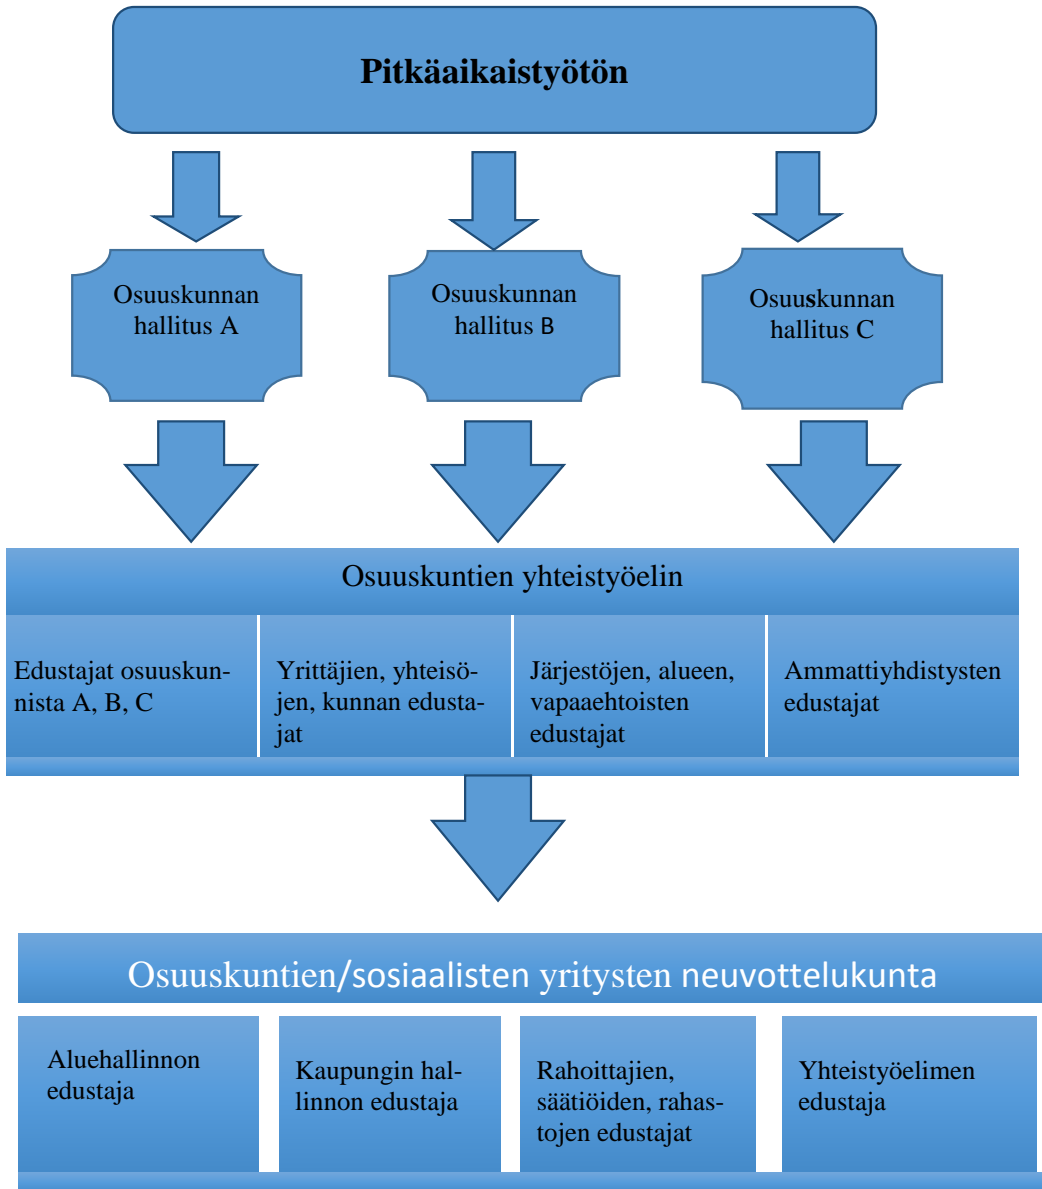 Pitkäaikaistyötön
Osuuskunnan
hallitus A
Osuuskunnan
hallitus B
Osuuskunnan
hallitus C
Osuuskuntien yhteistyöelin
Edustajat osuuskun-
nista A, B, C
Yrittäjien, yhteisö-
jen, kunnan edusta-
jat
Järjestöjen, alueen,
vapaaehtoisten
edustajat
Ammattiyhdistysten
edustajat
Osuuskuntien/sosiaalisten yritysten neuvottelukunta
Aluehallinnon
edustaja
Kaupungin hal-
linnon edustaja
Rahoittajien,
säätiöiden, rahas-
tojen edustajat
Yhteistyöelimen
edustaja